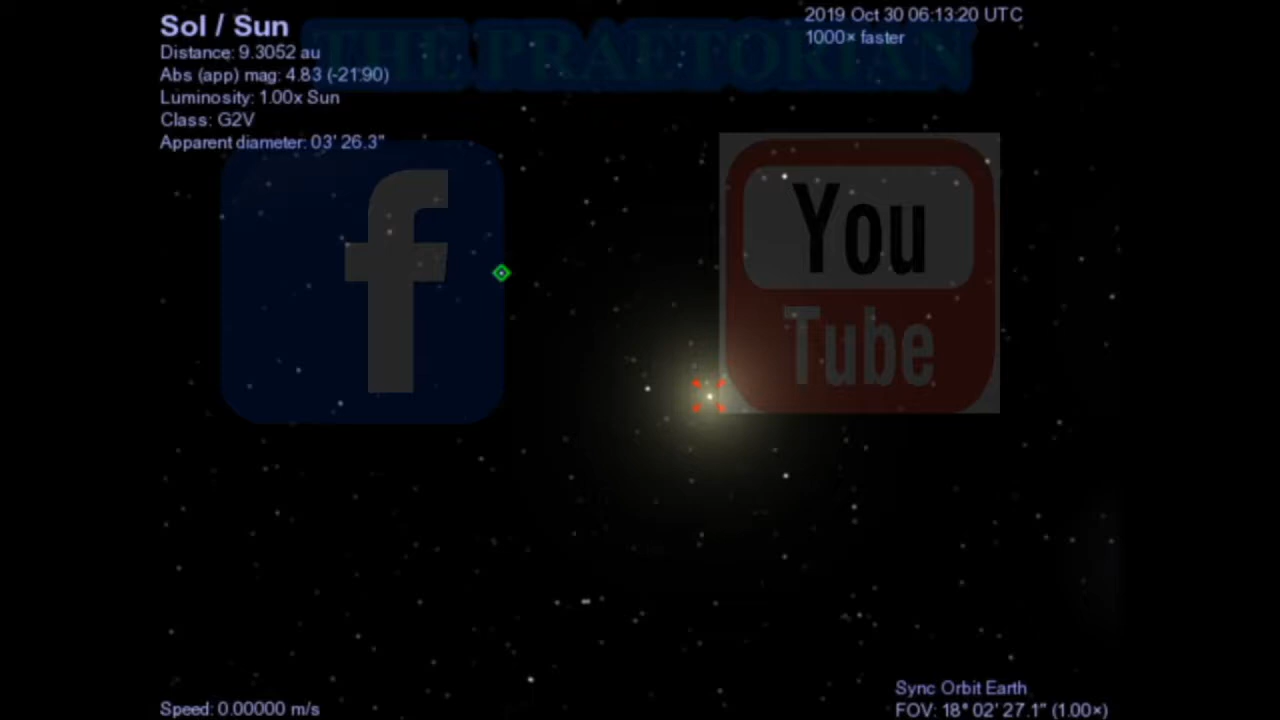 Sol / Sun
Distance: 9.3052 au
Abs (app) mag: 4.83 (-21.90)
Luminosity: 1.00x Sun
Class: G2V
Apparent diameter: 03' 26.3"
2019 Oct 30 06:13:20 UTC
1000× faster
THE PRAETORIAN
f
You
Tube
Speed: 0.00000 m/s
Sync Orbit Earth
FOV: 18° 02' 27.1" (1.00×)